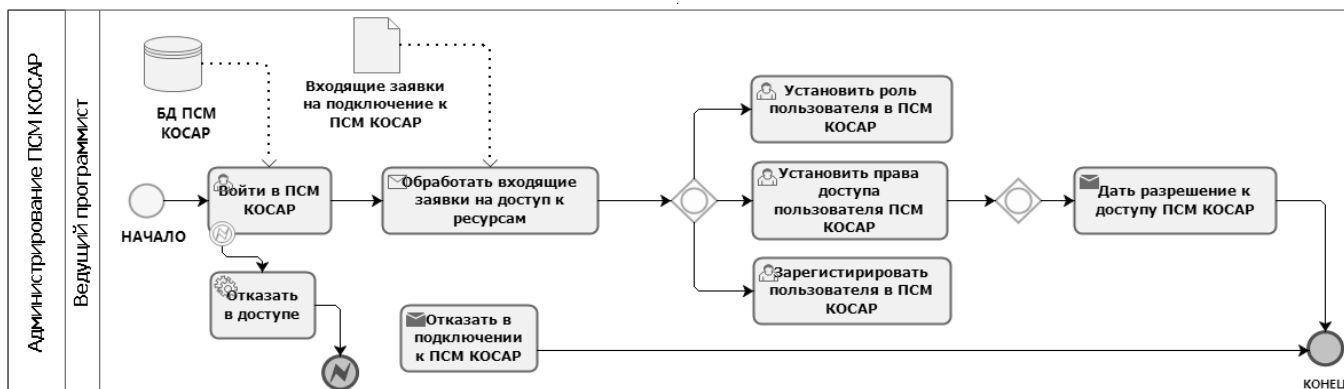 Администрирование ПСМ КОСАР
Ведущий программист
БД ПСМ
КОСАР
Входящие заявки
на подключение к
ПСМ КОСАР
НАЧАЛО
Войти в ПСМ
КОСАР
Обработать входящие
заявки на доступ к
ресурсам
Установить роль
пользователя в ПСМ
КОСАР
Установить права
доступа
пользователя ПСМ
КОСАР
Зарегистирировать
пользователя в ПСМ
КОСАР
Дать разрешение к
доступу ПСМ КОСАР
Отказать
в доступе
Отказать в
подключении
к ПСМ КОСАР
КОНЕЦ